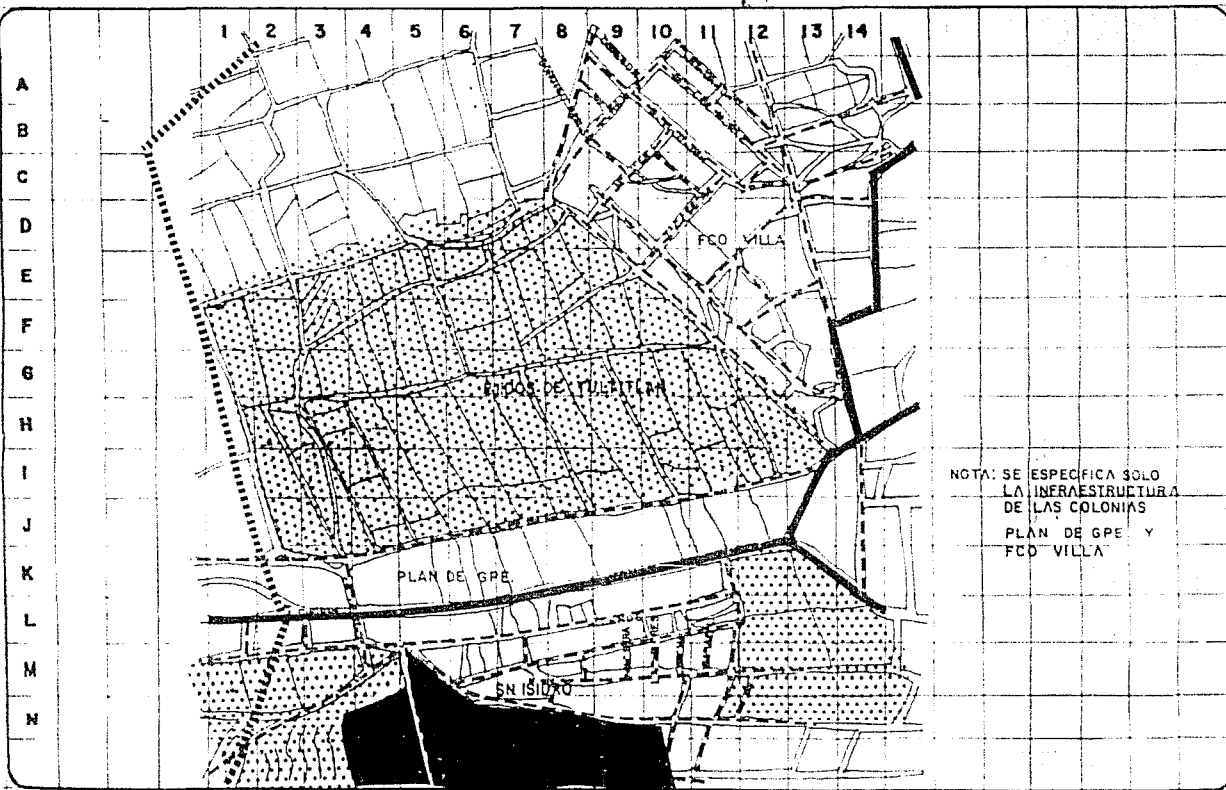 1 2 3 4 5 6 7 8 9 10 11 12 13 14
A
B
C
D
FCO VILLA
E
F
G
EJIDOS DE TULTITLAN
H
I
NOTA: SE ESPECIFICA SOLO
LA INFRAESTRUCTURA
DE LAS COLONIAS
PLAN DE GPE Y
FCO VILLA
J
K
PLAN DE GPE
L
M
SN ISIDRO
N